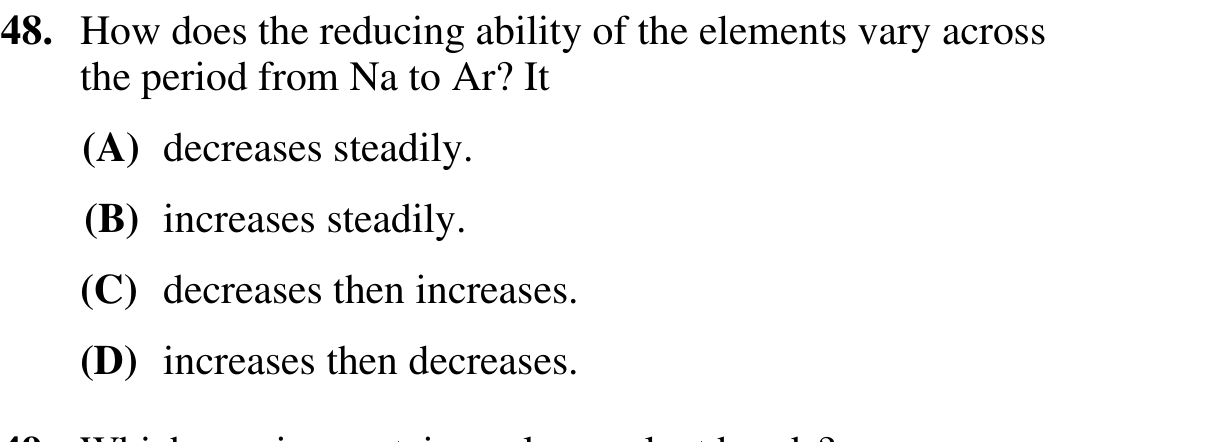 48. How does the reducing ability of the elements vary across
the period from Na to Ar? It
(A) decreases steadily.
(B) increases steadily.
(C) decreases then increases.
(D) increases then decreases.